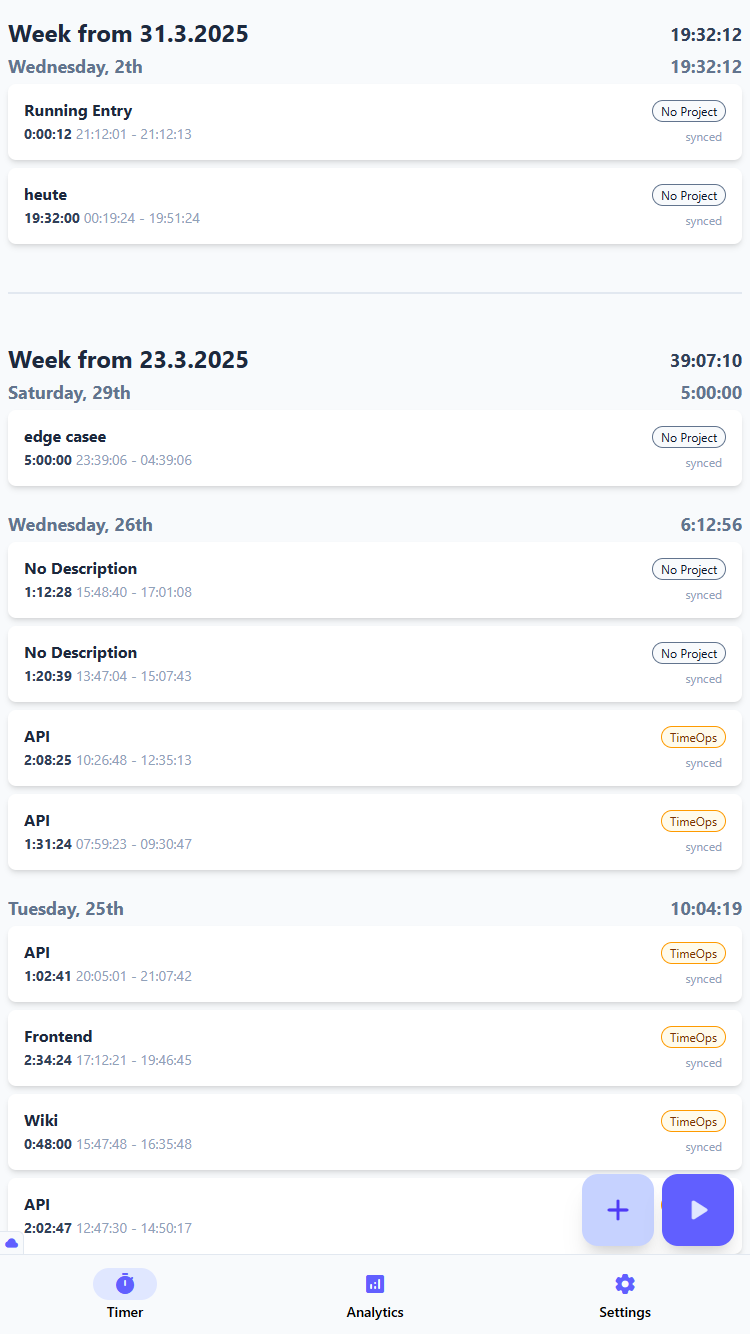 Week from 31.3.2025 19:32:12
Wednesday, 2th 19:32:12
Running Entry No Project
0:00:12 21:12:01 - 21:12:13 synced
heute No Project
19:32:00 00:19:24 - 19:51:24 synced
Week from 23.3.2025 39:07:10
Saturday, 29th 5:00:00
edge casee No Project
5:00:00 23:39:06 - 04:39:06 synced
Wednesday, 26th 6:12:56
No Description No Project
1:12:28 15:48:40 - 17:01:08 synced
No Description No Project
1:20:39 13:47:04 - 15:07:43 synced
API TimeOps
2:08:25 10:26:48 - 12:35:13 synced
API TimeOps
1:31:24 07:59:23 - 09:30:47 synced
Tuesday, 25th 10:04:19
API TimeOps
1:02:41 20:05:01 - 21:07:42 synced
Frontend TimeOps
2:34:24 17:12:21 - 19:46:45 synced
Wiki TimeOps
0:48:00 15:47:48 - 16:35:48 synced
API
2:02:47 12:47:30 - 14:50:17
Timer Analytics Settings